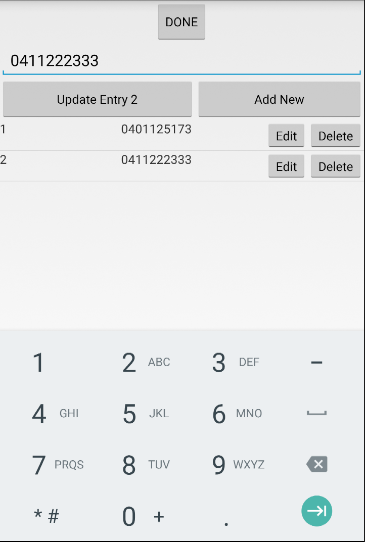 DONE
0411222333
Update Entry 2 Add New
1 0401125173 Edit Delete
2 0411222333 Edit Delete
1 2 ABC 3 DEF -
4 GHI 5 JKL 6 MNO
7 PRQS 8 TUV 9 WXYZ
* # 0 + .